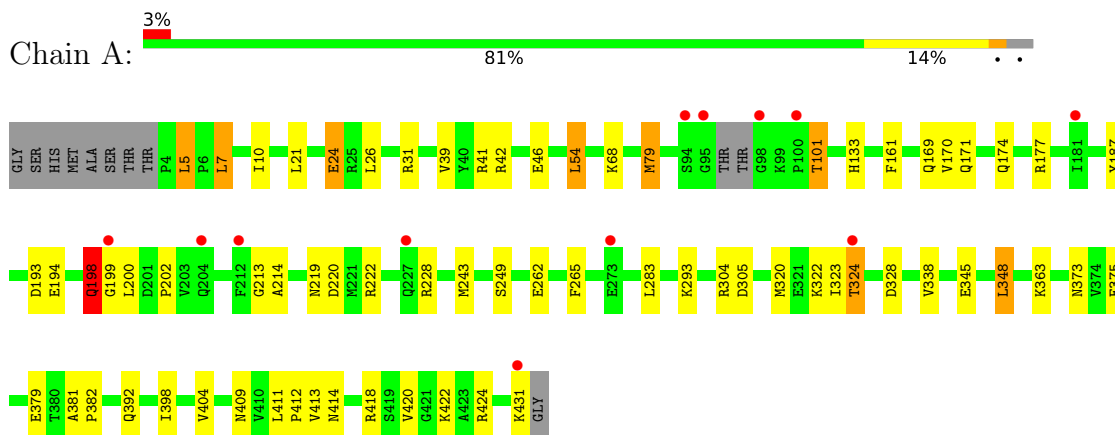 3%
Chain A:
81% 14% . .
GLY SER HIS MET ALA SER THR THR P4 L5 P6 L7 I10 L21 E24 R25 L26 R31 V39 Y40 R41 R42 E46 L54 K68 M79 S94 G95 THR THR G98 K99 P100 T101 H133 F161 Q169 V170 Q171 Q174 R177 I181
D193 E194 Q198 G199 L200 D201 P202 V203 Q204 F212 G213 A214 N219 D220 M221 R222 Q227 R228 M243 S249 E262 F265 E273 L283 K293 R304 D305 M320 E321 K322 I323 T324 D328 V338 E345 L348 K363 N373 V374
E379 T380 A381 P382 Q392 I398 V404 N409 V410 L411 P412 V413 N414 R418 S419 V420 G421 K422 A423 R424 K431 GLY